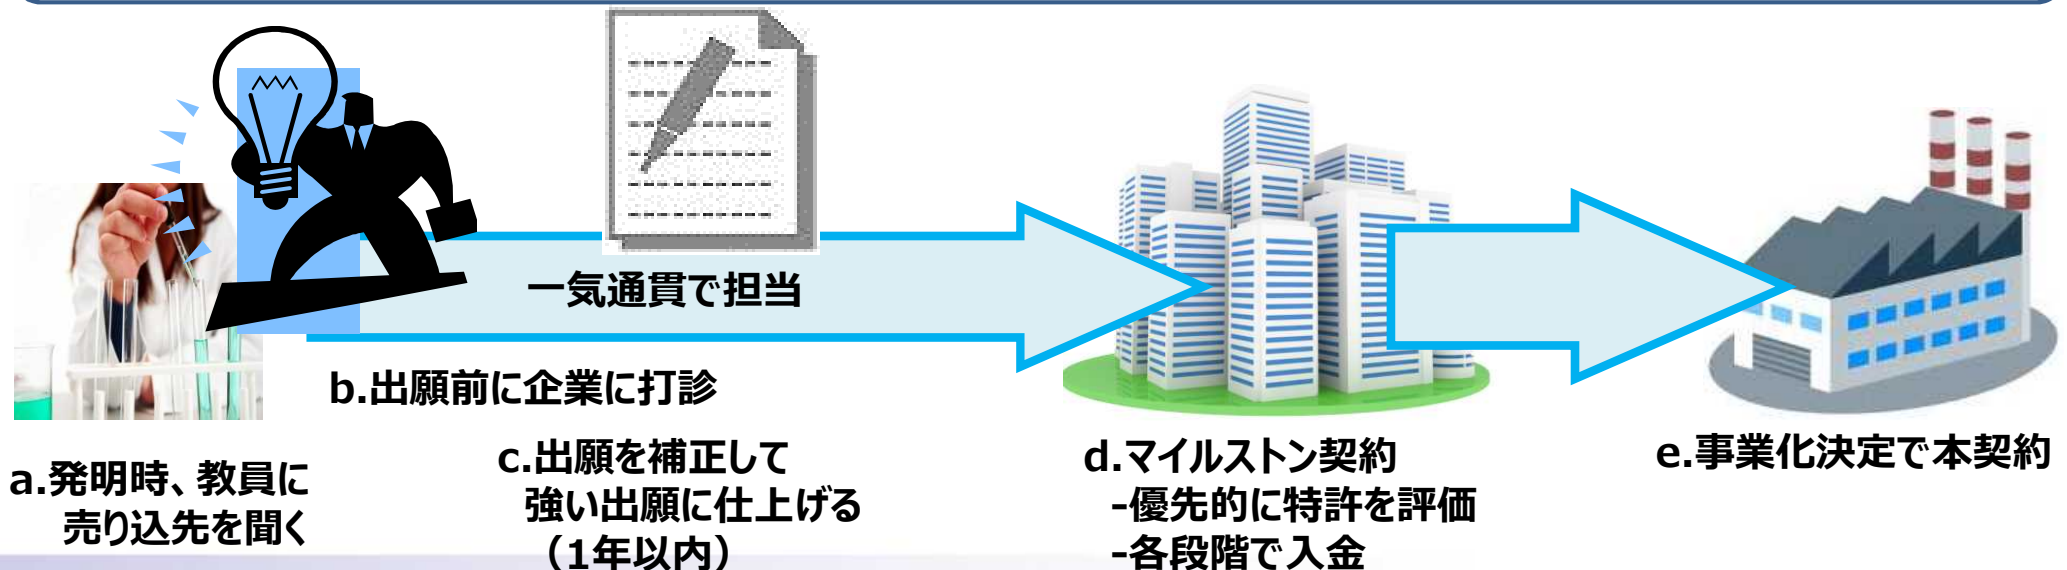 一気通貫で担当
b.出願前に企業に打診
a.発明時、教員に
売り込先を聞く
c.出願を補正して
強い出願に仕上げる
（1年以内）
d.マイルストン契約
-優先的に特許を評価
-各段階で入金
e.事業化決定で本契約